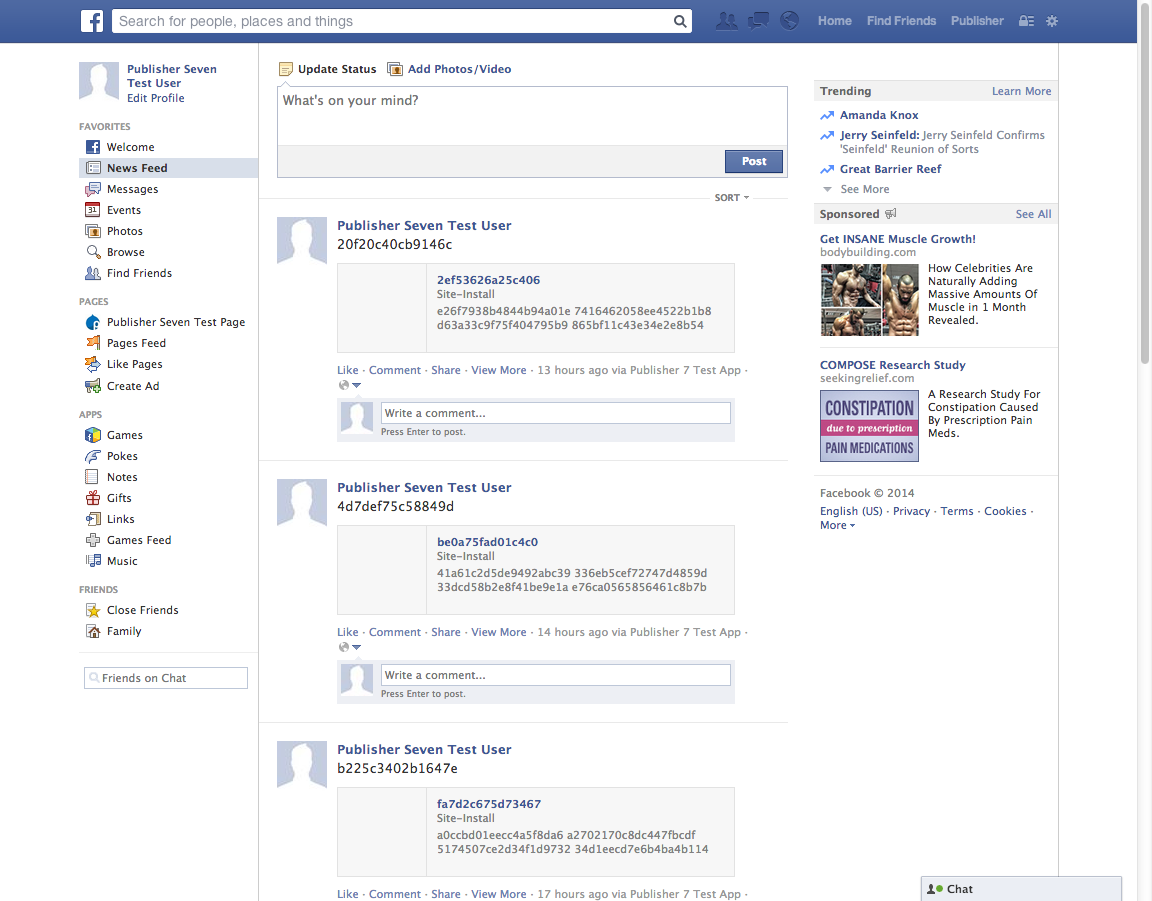 Search for people, places and things
Home Find Friends Publisher
Publisher Seven
Test User
Edit Profile
FAVORITES
Welcome
News Feed
Messages
31 Events
Photos
Browse
Find Friends
PAGES
Publisher Seven Test Page
Pages Feed
Like Pages
Create Ad
APPS
Games
Pokes
Notes
Gifts
Links
Games Feed
Music
FRIENDS
Close Friends
Family
Friends on Chat
Update Status Add Photos/Video
What's on your mind?
Post
SORT
Publisher Seven Test User
20f20c40cb9146c
2ef53626a25c406
Site-Install
e26f7938b4844b94a01e 7416462058ee4522b1b8
d63a33c9f75f404795b9 865bf11c43e34e2e8b54
Like · Comment · Share · View More · 13 hours ago via Publisher 7 Test App ·
Write a comment...
Press Enter to post.
Publisher Seven Test User
4d7def75c58849d
be0a75fad01c4c0
Site-Install
41a61c2d5de9492abc39 336eb5cef72747d4859d
33dcd58b2e8f41be9e1a e76ca0565856461c8b7b
Like · Comment · Share · View More · 14 hours ago via Publisher 7 Test App ·
Write a comment...
Press Enter to post.
Publisher Seven Test User
b225c3402b1647e
fa7d2c675d73467
Site-Install
a0ccbd01eecc4a5f8da6 a2702170c8dc447fbcdf
5174507ce2d34f1d9732 34d1eecd7e6b4ba4b114
Like · Comment · Share · View More · 17 hours ago via Publisher 7 Test App ·
Trending Learn More
Amanda Knox
Jerry Seinfeld: Jerry Seinfeld Confirms
'Seinfeld' Reunion of Sorts
Great Barrier Reef
See More
Sponsored See All
Get INSANE Muscle Growth!
bodybuilding.com
How Celebrities Are
Naturally Adding
Massive Amounts Of
Muscle in 1 Month
Revealed.
COMPOSE Research Study
seekingrelief.com
CONSTIPATION
due to prescription
PAIN MEDICATIONS
A Research Study For
Constipation Caused
By Prescription Pain
Meds.
Facebook © 2014
English (US) · Privacy · Terms · Cookies ·
More
Chat